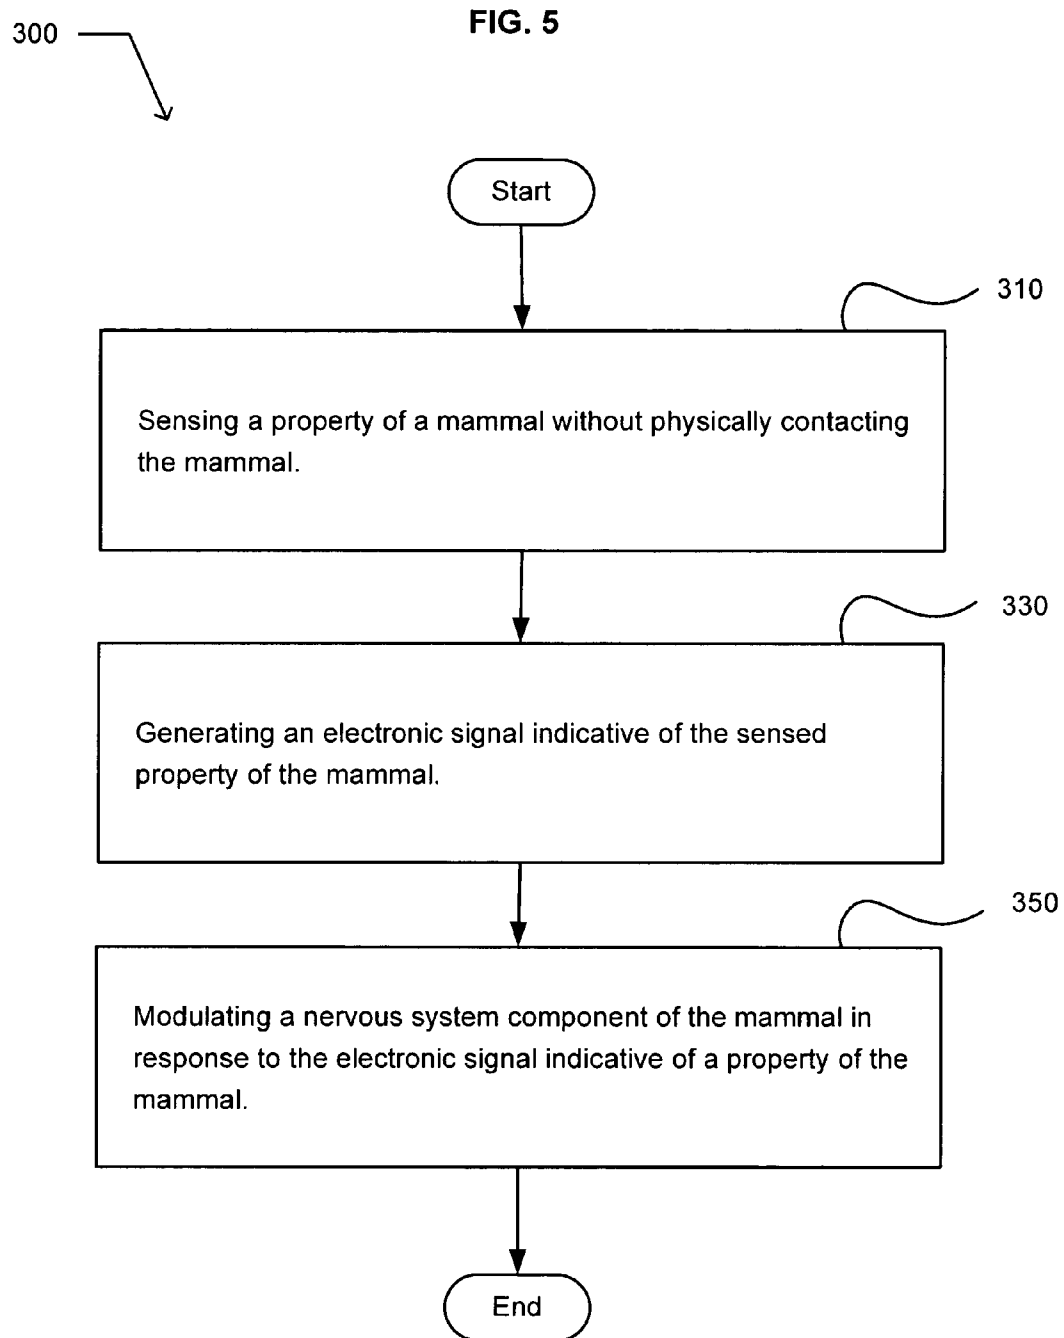 FIG. 5
300
Start
310
Sensing a property of a mammal without physically contacting
the mammal.
330
Generating an electronic signal indicative of the sensed
property of the mammal.
350
Modulating a nervous system component of the mammal in
response to the electronic signal indicative of a property of the
mammal.
End